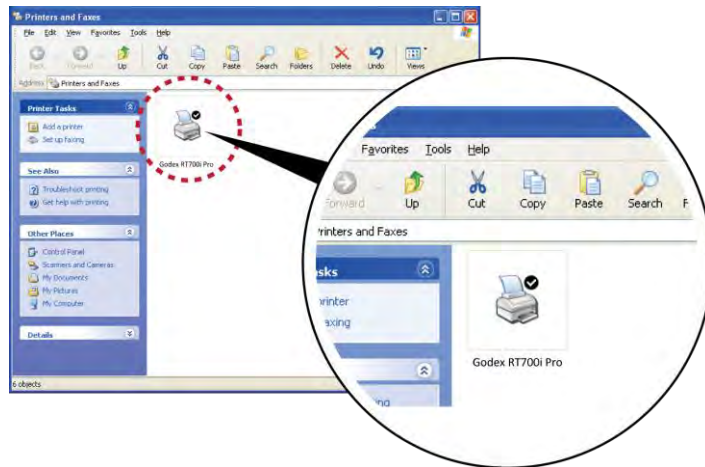 Printers and Faxes
File Edit View Favorites Tools Help
Back Forward Up Cut Copy Paste Search Folders Delete Undo Views
Address Printers and Faxes
Printer Tasks
Add a printer
Set up faxing
See Also
Troubleshoot printing
Get help with printing
Other Places
Control Panel
Scanners and Cameras
My Documents
My Pictures
My Computer
Details
6 objects
Godex RT700i Pro
Favorites Tools Help
Forward Up Cut Copy Paste Search F
rinters and Faxes
sks
rinter
axing
Godex RT700i Pro
ng